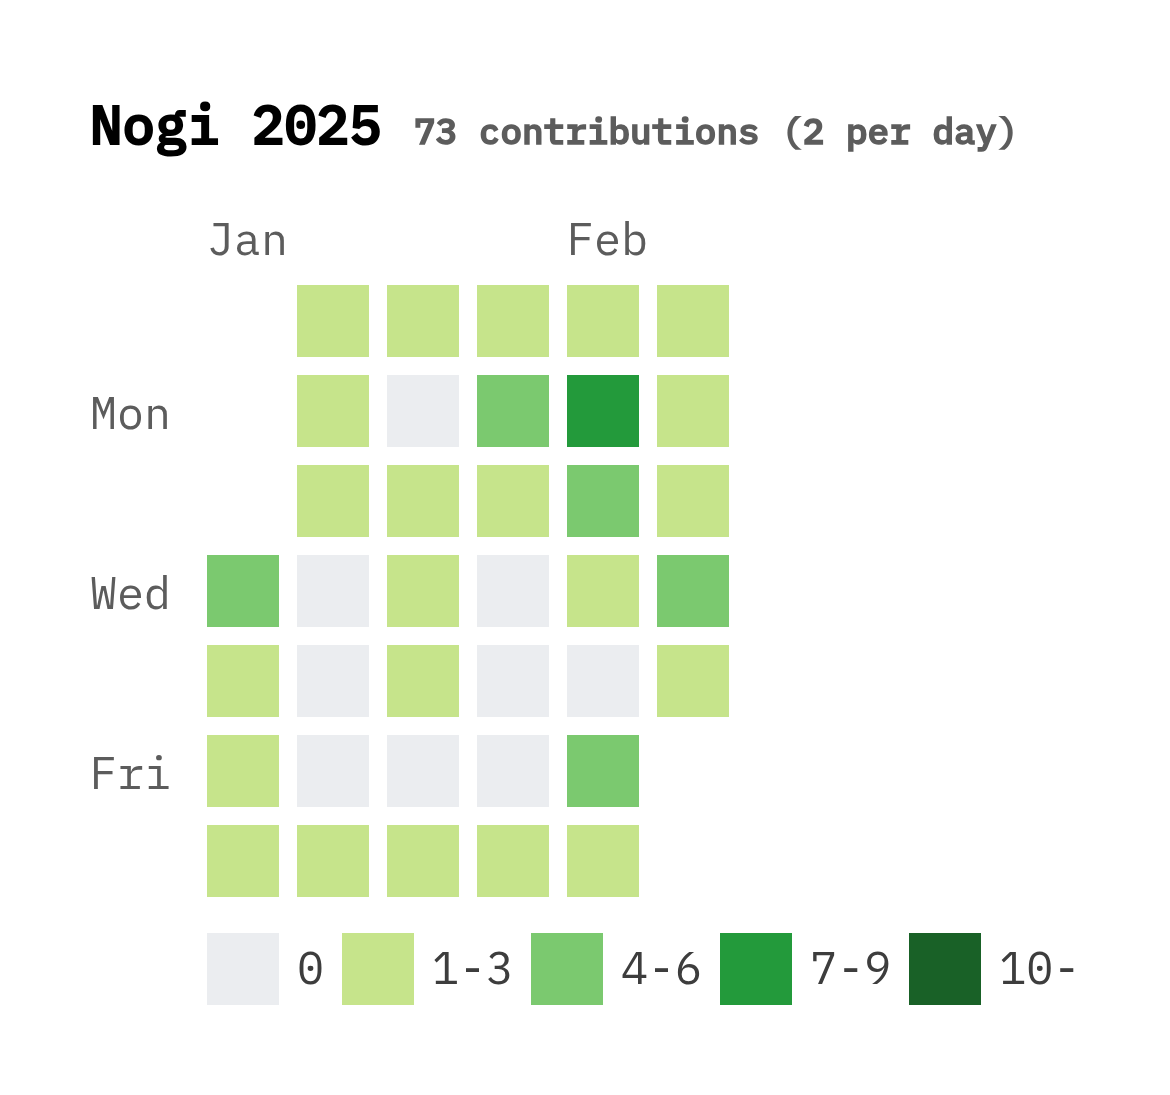 Nogi 2025 73 contributions (2 per day)
Jan Feb
Mon
Wed
Fri
0 1-3 4-6 7-9 10-